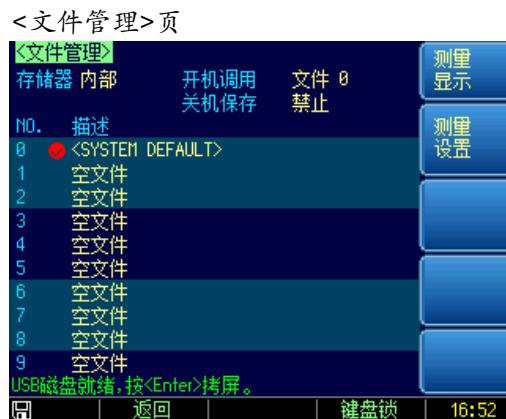 <文件管理>页
<文件管理>
存储器 内部 开机调用 文件 0
关机保存 禁止
NO. 描述
0 <SYSTEM DEFAULT>
1 空文件
2 空文件
3 空文件
4 空文件
5 空文件
6 空文件
7 空文件
8 空文件
9 空文件
USB磁盘就绪,按<Enter>拷屏。
返回 键盘锁 16:52
测量
显示
测量
设置